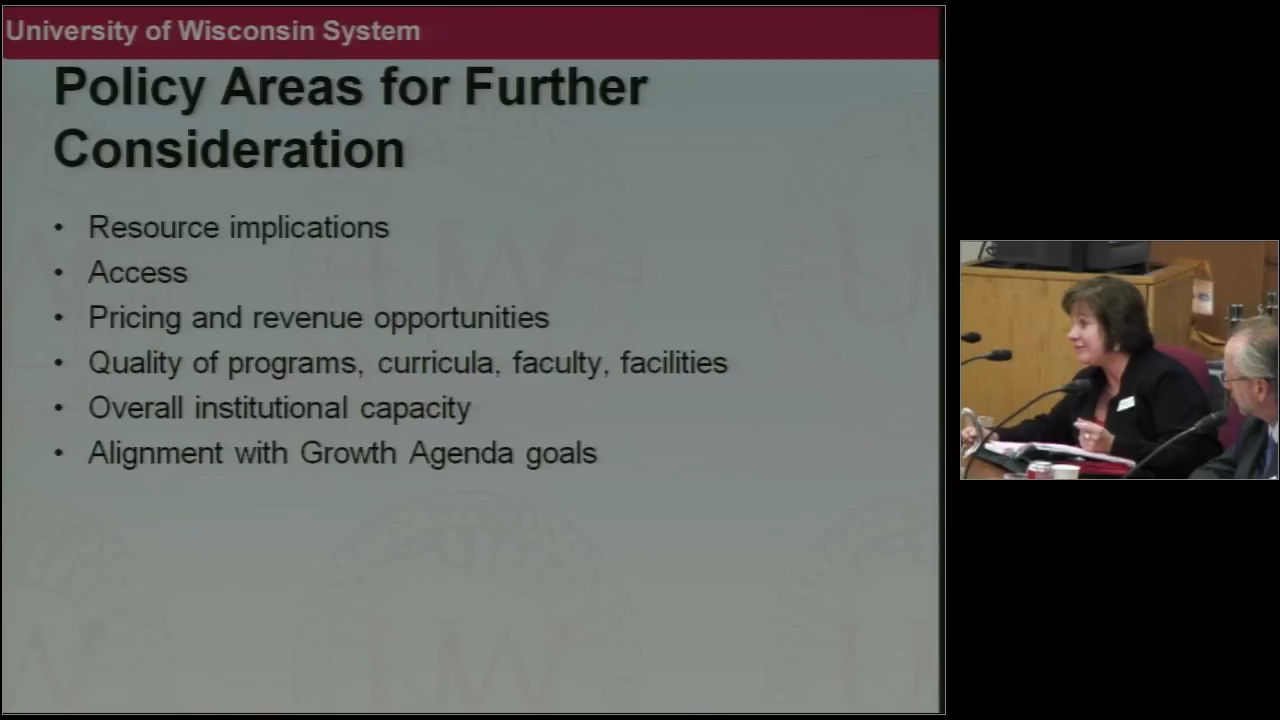 University of Wisconsin System
Policy Areas for Further
Consideration
• Resource implications
• Access
• Pricing and revenue opportunities
• Quality of programs, curricula, faculty, facilities
• Overall institutional capacity
• Alignment with Growth Agenda goals